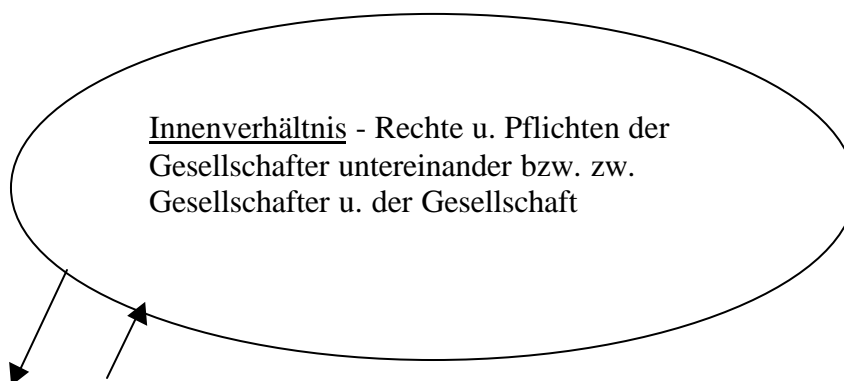 Innenverhältnis - Rechte u. Pflichten der
Gesellschafter untereinander bzw. zw.
Gesellschafter u. der Gesellschaft